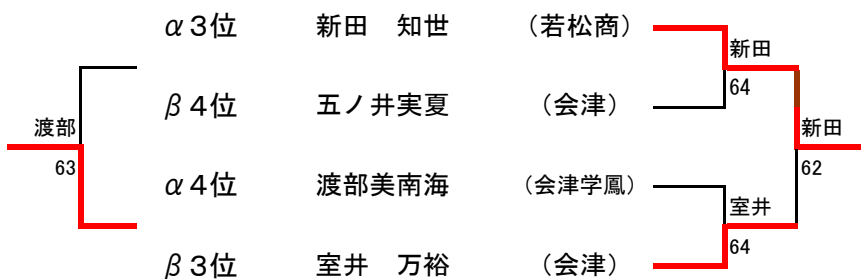 α3位 新田 知世 (若松商)
新田
64
β4位 五ノ井実夏 (会津)
渡部
新田
63
62
α4位 渡部美南海 (会津学鳳)
室井
64
β3位 室井 万裕 (会津)